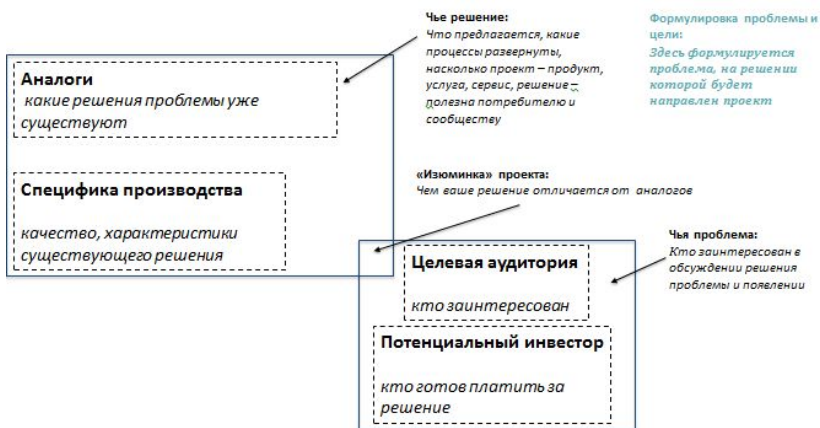 Чье решение:
Что предлагается, какие
процессы развернуты,
насколько проект – продукт,
услуга, сервис, решение –
полезна потребителю и
сообществу
Формулировка проблемы и
цели:
Здесь формулируется
проблема, на решении
которой будет
направлен проект
Аналоги
какие решения проблемы уже
существуют
Специфика производства
качество, характеристики
существующего решения
«Изюминка» проекта:
Чем ваше решение отличается от аналогов
Чья проблема:
Кто заинтересован в
обсуждении решения
проблемы и появлении
Целевая аудитория
кто заинтересован
Потенциальный инвестор
кто готов платить за
решение